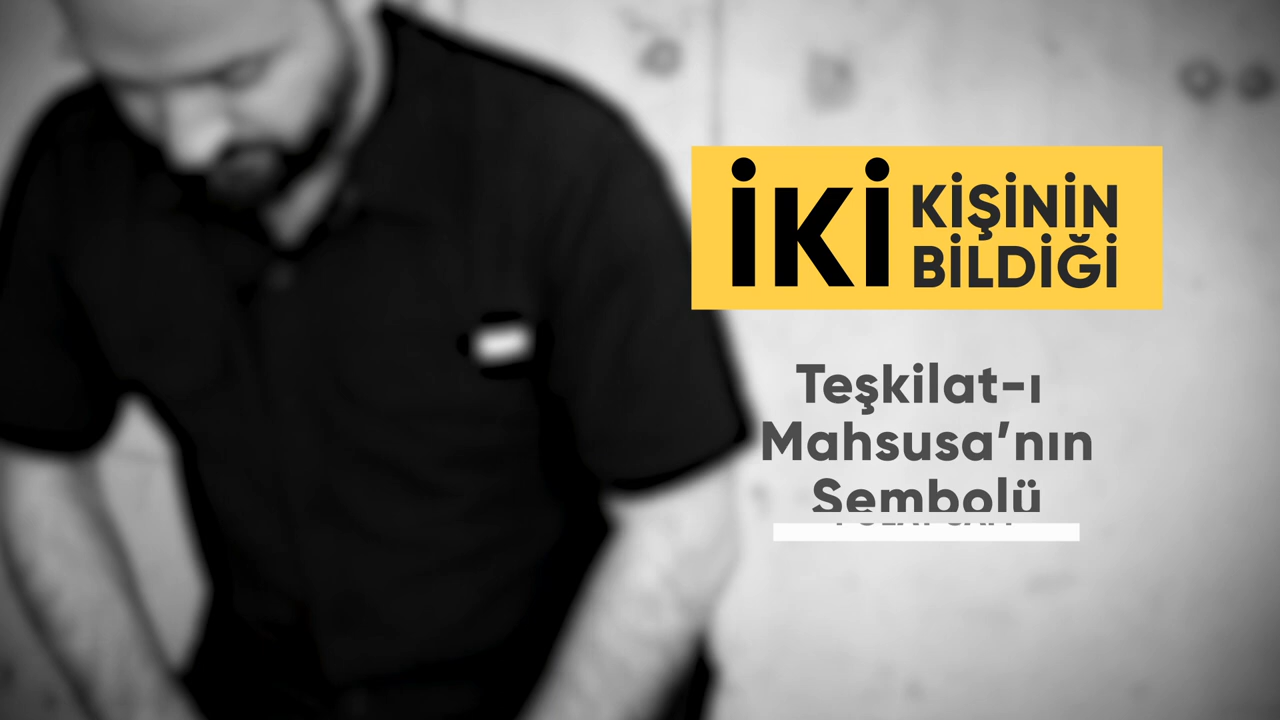 İKİ KİŞİNİN
BİLDİĞİ
Teşkilat-ı
Mahsusa’nın
Sembolü